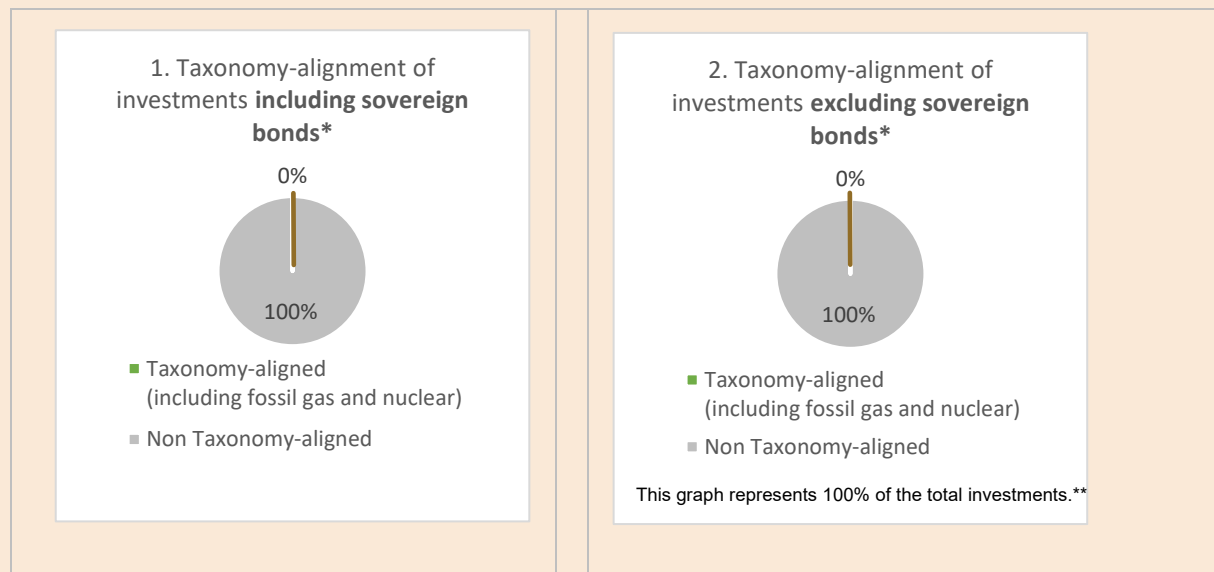 1. Taxonomy-alignment of
investments including sovereign
bonds*
0%
100%
Taxonomy-aligned
(including fossil gas and nuclear)
Non Taxonomy-aligned
2. Taxonomy-alignment of
investments excluding sovereign
bonds*
0%
100%
Taxonomy-aligned
(including fossil gas and nuclear)
Non Taxonomy-aligned
This graph represents 100% of the total investments.**